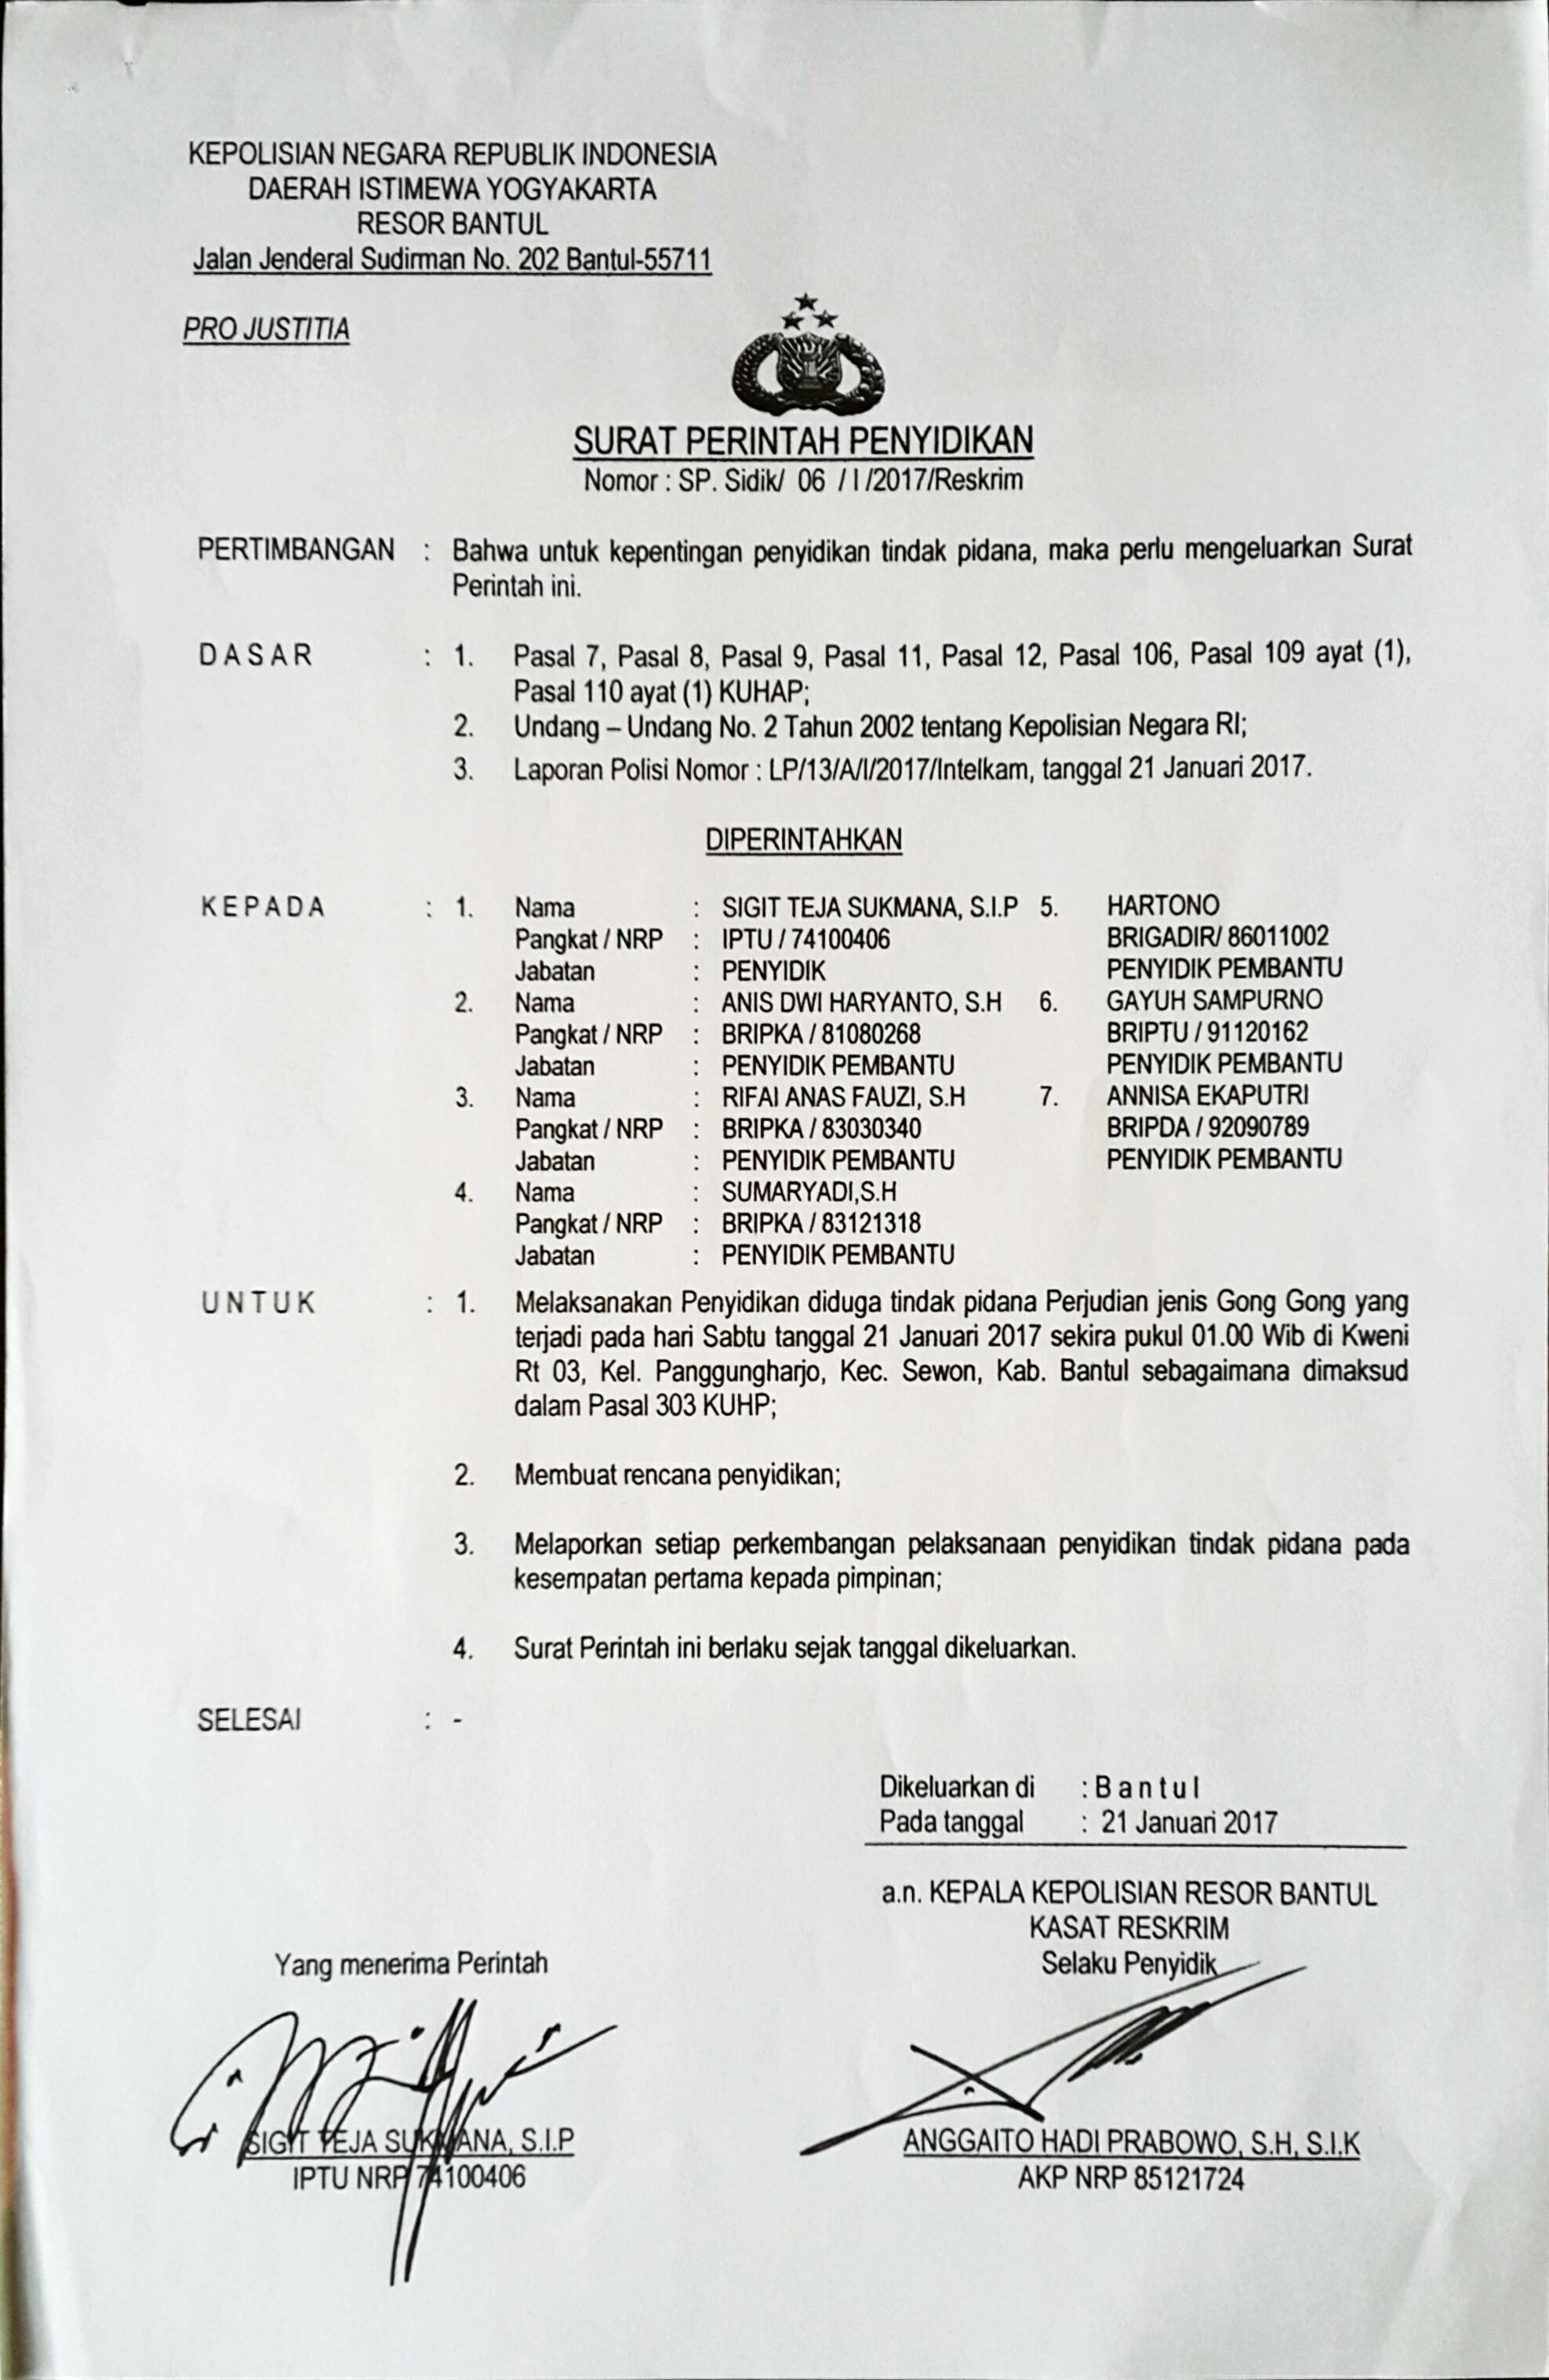 KEPOLISIAN NEGARA REPUBLIK INDONESIA
DAERAH ISTIMEWA YOGYAKARTA
RESOR BANTUL
Jalan Jenderal Sudirman No. 202 Bantul-55711
PRO JUSTITIA
SURAT PERINTAH PENYIDIKAN
Nomor : SP. Sidik/ 06 / I /2017/Reskrim
PERTIMBANGAN : Bahwa untuk kepentingan penyidikan tindak pidana, maka perlu mengeluarkan Surat
Perintah ini.
DASAR : 1. Pasal 7, Pasal 8, Pasal 9, Pasal 11, Pasal 12, Pasal 106, Pasal 109 ayat (1),
Pasal 110 ayat (1) KUHAP;
2. Undang – Undang No. 2 Tahun 2002 tentang Kepolisian Negara RI;
3. Laporan Polisi Nomor : LP/13/A/I/2017/Intelkam, tanggal 21 Januari 2017.
DIPERINTAHKAN
KEPADA : 1. Nama : SIGIT TEJA SUKMANA, S.I.P 5. HARTONO
Pangkat / NRP : IPTU / 74100406 BRIGADIR/ 86011002
Jabatan : PENYIDIK PENYIDIK PEMBANTU
2. Nama : ANIS DWI HARYANTO, S.H 6. GAYUH SAMPURNO
Pangkat / NRP : BRIPKA / 81080268 BRIPTU / 91120162
Jabatan : PENYIDIK PEMBANTU PENYIDIK PEMBANTU
3. Nama : RIFAI ANAS FAUZI, S.H 7. ANNISA EKAPUTRI
Pangkat / NRP : BRIPKA / 83030340 BRIPDA / 92090789
Jabatan : PENYIDIK PEMBANTU PENYIDIK PEMBANTU
4. Nama : SUMARYADI,S.H
Pangkat / NRP : BRIPKA / 83121318
Jabatan : PENYIDIK PEMBANTU
UNTUK : 1. Melaksanakan Penyidikan diduga tindak pidana Perjudian jenis Gong Gong yang
terjadi pada hari Sabtu tanggal 21 Januari 2017 sekira pukul 01.00 Wib di Kweni
Rt 03, Kel. Panggungharjo, Kec. Sewon, Kab. Bantul sebagaimana dimaksud
dalam Pasal 303 KUHP;
2. Membuat rencana penyidikan;
3. Melaporkan setiap perkembangan pelaksanaan penyidikan tindak pidana pada
kesempatan pertama kepada pimpinan;
4. Surat Perintah ini berlaku sejak tanggal dikeluarkan.
SELESAI : -
Dikeluarkan di : Bantul
Pada tanggal : 21 Januari 2017
a.n. KEPALA KEPOLISIAN RESOR BANTUL
KASAT RESKRIM
Selaku Penyidik
Yang menerima Perintah
SIGIT TEJA SUKMANA, S.I.P
IPTU NRP 74100406
ANGGAITO HADI PRABOWO, S.H, S.I.K
AKP NRP 85121724